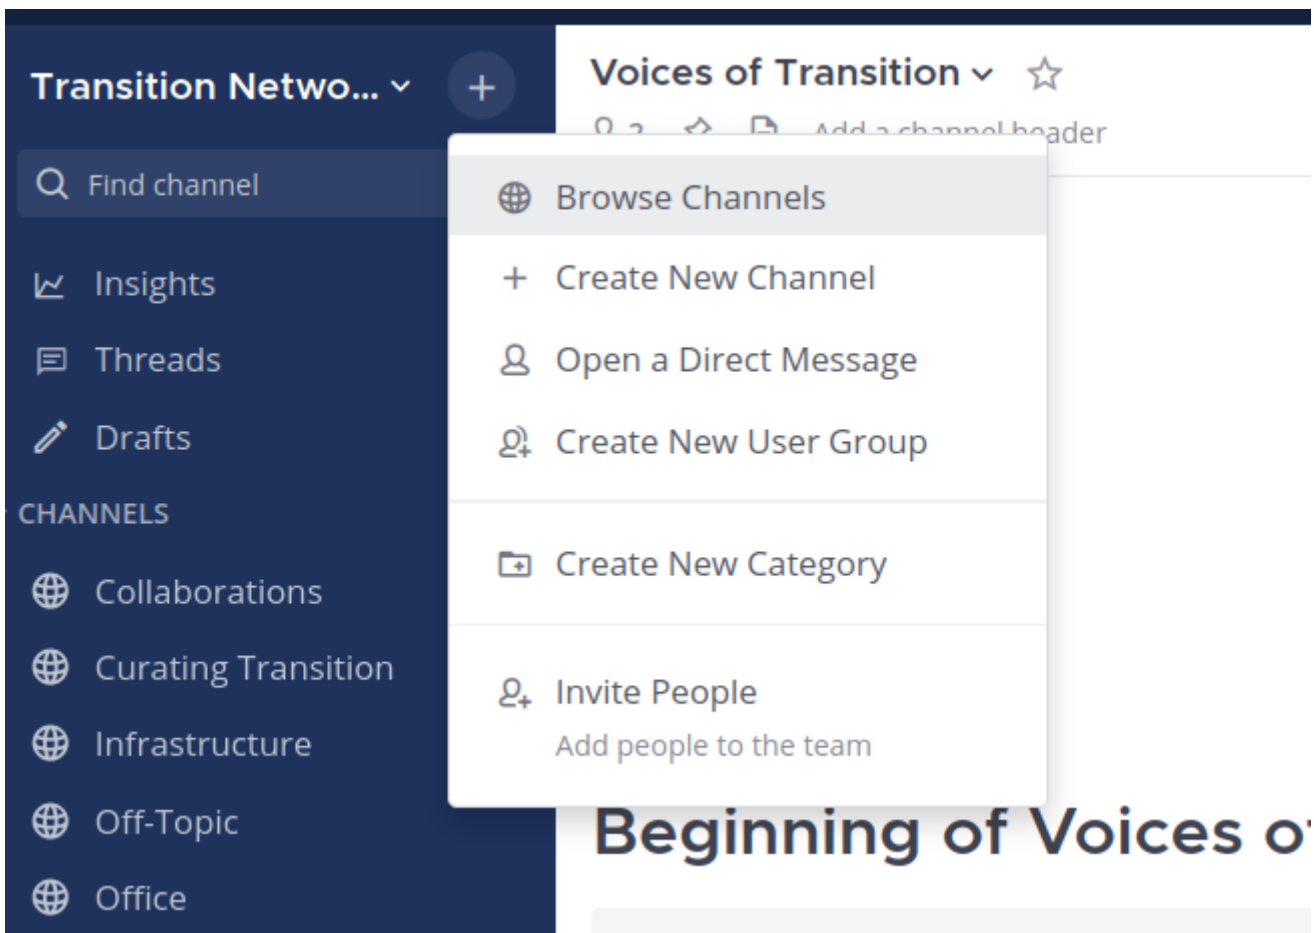 Transition Netwo...
Find channel
Insights
Threads
Drafts
CHANNELS
Collaborations
Curating Transition
Infrastructure
Off-Topic
Office
Voices of Transition
2 Add a channel header
Browse Channels
Create New Channel
Open a Direct Message
Create New User Group
Create New Category
Invite People
Add people to the team
Beginning of Voices of